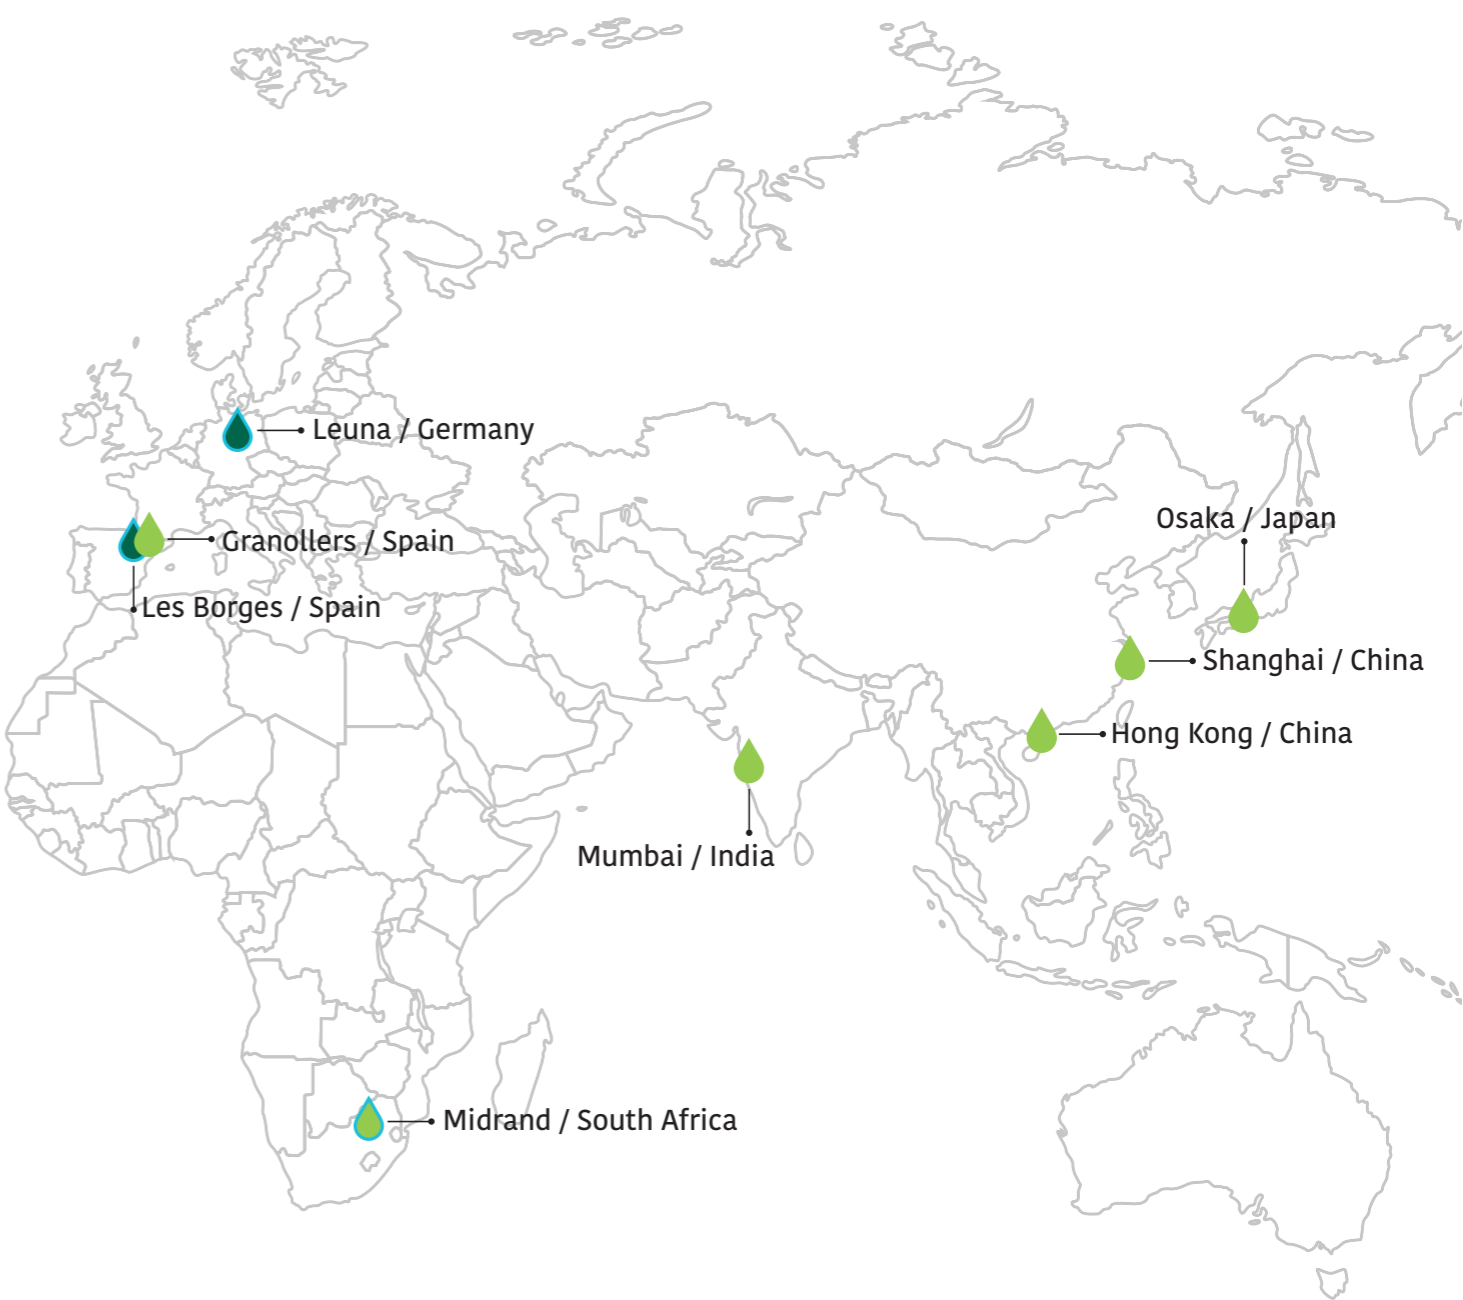 Leuna / Germany
Osaka / Japan
Granollers / Spain
Les Borges / Spain
Shanghai / China
Hong Kong / China
Mumbai / India
Midrand / South Africa